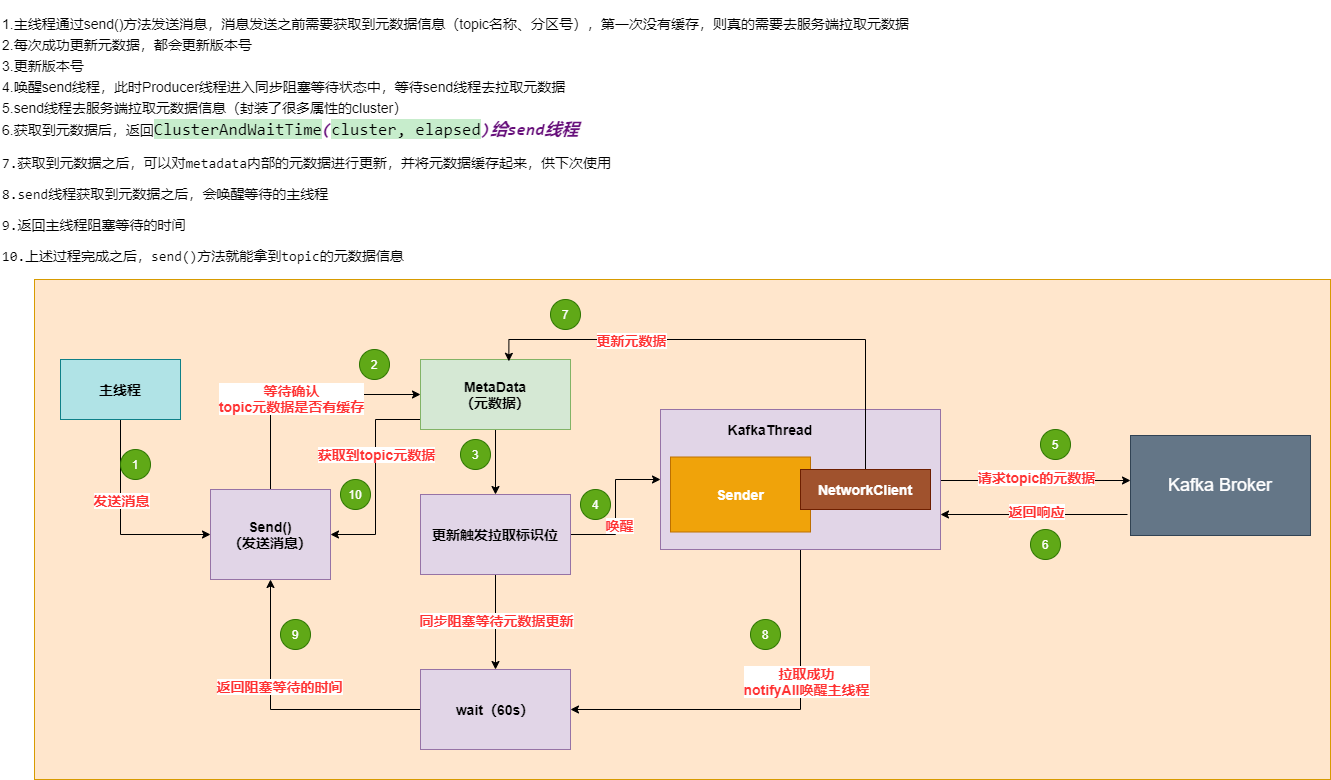 1.主线程通过send()方法发送消息，消息发送之前需要获取到元数据信息（topic名称、分区号），第一次没有缓存，则真的需要去服务端拉取元数据
2.每次成功更新元数据，都会更新版本号
3.更新版本号
4.唤醒send线程，此时Producer线程进入同步阻塞等待状态中，等待send线程去拉取元数据
5.send线程去服务端拉取元数据信息（封装了很多属性的cluster）
6.获取到元数据后，返回ClusterAndWaitTime(cluster, elapsed)给send线程
7.获取到元数据之后，可以对metadata内部的元数据进行更新，并将元数据缓存起来，供下次使用
8.send线程获取到元数据之后，会唤醒等待的主线程
9.返回主线程阻塞等待的时间
10.上述过程完成之后，send()方法就能拿到topic的元数据信息
7
更新元数据
2
主线程
MetaData
（元数据）
等待确认
topic元数据是否有缓存
KafkaThread
1
获取到topic元数据
3
5
请求topic的元数据
Kafka Broker
发送消息
10
4
Sender
NetworkClient
Send()
（发送消息）
更新触发拉取标识位
唤醒
返回响应
6
同步阻塞等待元数据更新
9
8
返回阻塞等待的时间
拉取成功
notifyAll唤醒主线程
wait（60s）